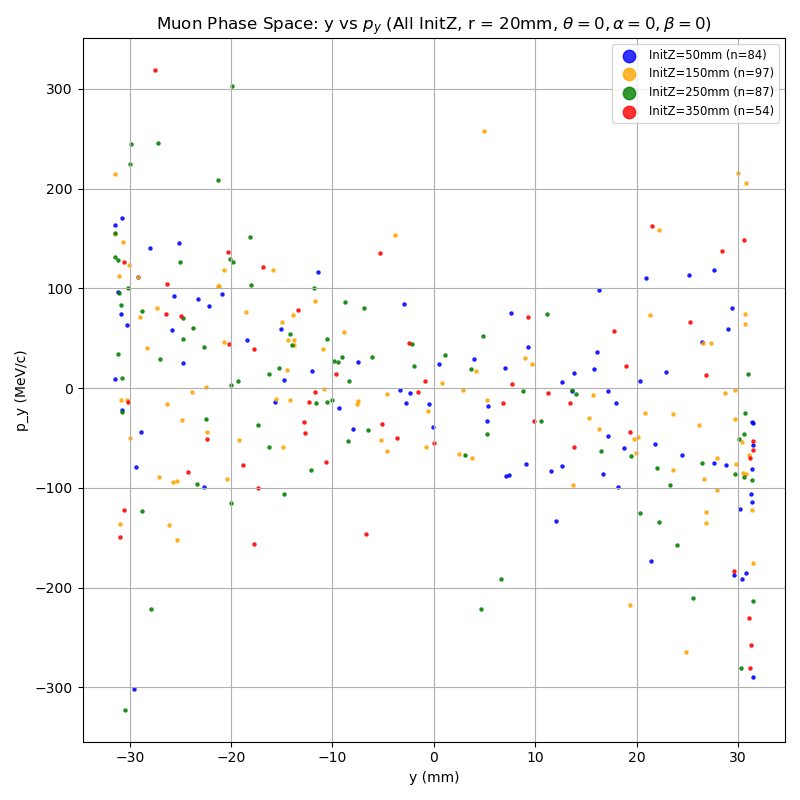 Muon Phase Space: y vs $p_y$ (All InitZ, r = 20mm, θ = 0, α = 0, β = 0)
InitZ=50mm (n=84)
InitZ=150mm (n=97)
InitZ=250mm (n=87)
InitZ=350mm (n=54)
300
200
100
0
−100
−200
−300
p_y (MeV/c)
−30 −20 −10 0 10 20 30
y (mm)